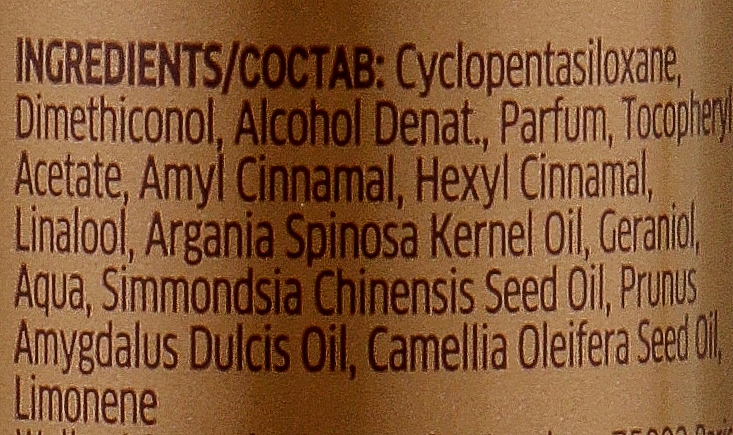 INGREDIENTS/СОСТАВ: Cyclopentasiloxane,
Dimethiconol, Alcohol Denat., Parfum, Tocopheryl
Acetate, Amyl Cinnamal, Hexyl Cinnamal,
Linalool, Argania Spinosa Kernel Oil, Geraniol,
Aqua, Simmondsia Chinensis Seed Oil, Prunus
Amygdalus Dulcis Oil, Camellia Oleifera Seed Oil,
Limonene